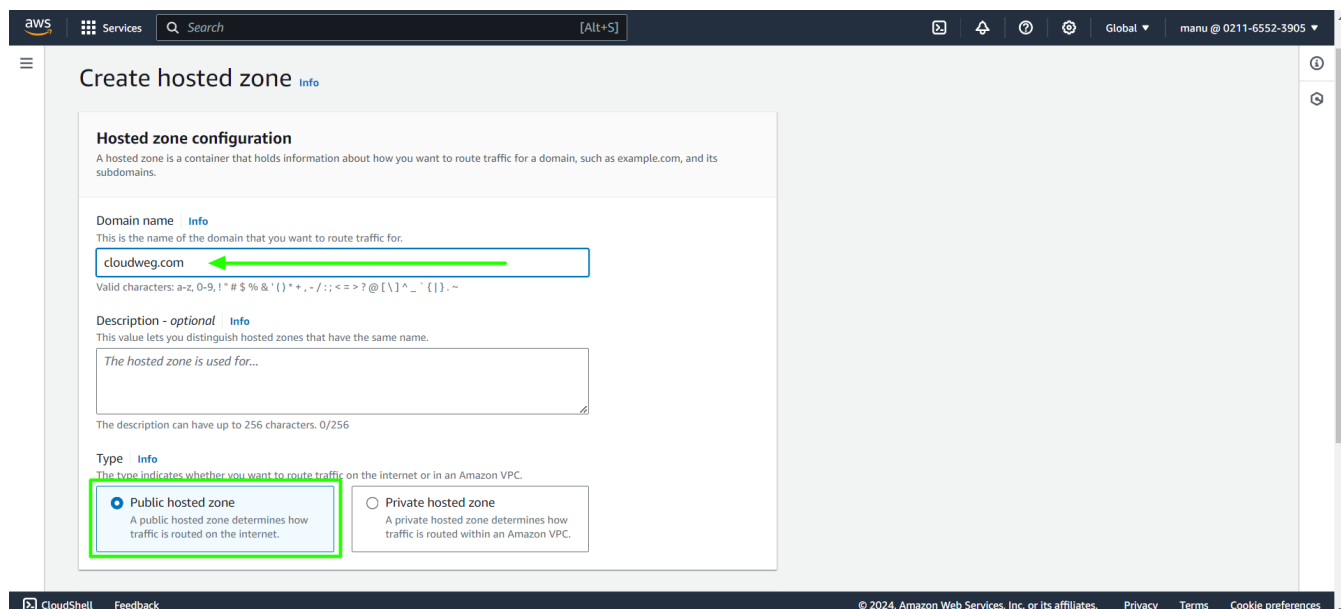 aws Services Search [Alt+S] Global ▼ manu @ 0211-6552-3905 ▼
Create hosted zone Info
Hosted zone configuration
A hosted zone is a container that holds information about how you want to route traffic for a domain, such as example.com, and its
subdomains.
Domain name Info
This is the name of the domain that you want to route traffic for.
cloudweg.com
Valid characters: a-z, 0-9, ! " # $ % & ' ( ) * + , - / : ; < = > ? @ [ \ ] ^ _ ` { | } . ~
Description - optional Info
This value lets you distinguish hosted zones that have the same name.
The hosted zone is used for...
The description can have up to 256 characters. 0/256
Type Info
The type indicates whether you want to route traffic on the internet or in an Amazon VPC.
Public hosted zone
A public hosted zone determines how
traffic is routed on the internet.
Private hosted zone
A private hosted zone determines how
traffic is routed within an Amazon VPC.
CloudShell Feedback © 2024, Amazon Web Services, Inc. or its affiliates. Privacy Terms Cookie preferences